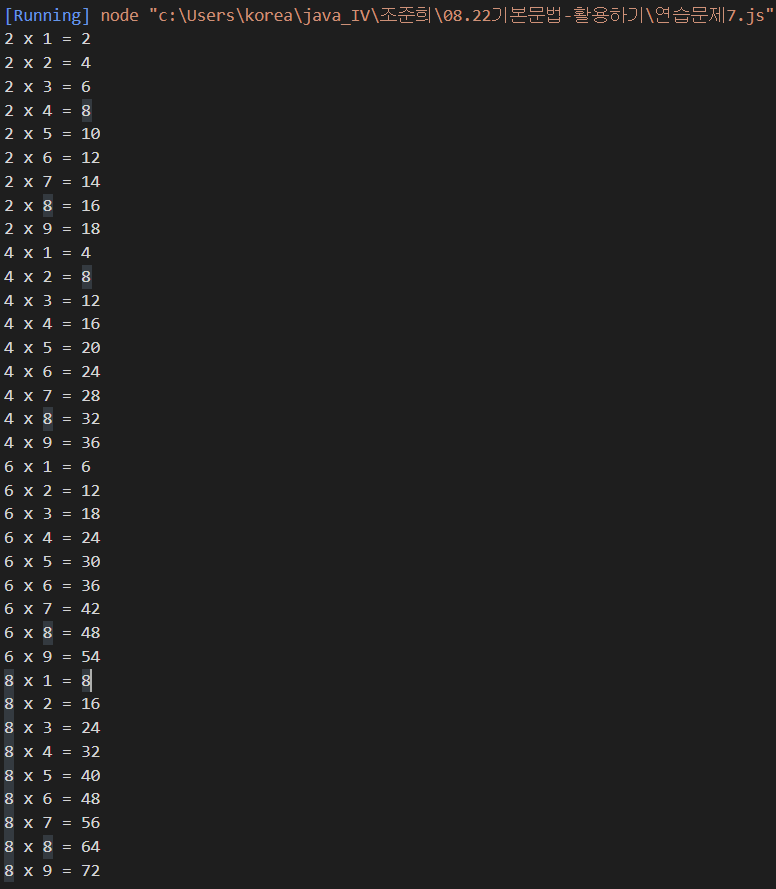 [Running] node "c:\Users\korea\java_IV\조준희\08.22기본문법-활용하기\연습문제7.js"
2 x 1 = 2
2 x 2 = 4
2 x 3 = 6
2 x 4 = 8
2 x 5 = 10
2 x 6 = 12
2 x 7 = 14
2 x 8 = 16
2 x 9 = 18
4 x 1 = 4
4 x 2 = 8
4 x 3 = 12
4 x 4 = 16
4 x 5 = 20
4 x 6 = 24
4 x 7 = 28
4 x 8 = 32
4 x 9 = 36
6 x 1 = 6
6 x 2 = 12
6 x 3 = 18
6 x 4 = 24
6 x 5 = 30
6 x 6 = 36
6 x 7 = 42
6 x 8 = 48
6 x 9 = 54
8 x 1 = 8
8 x 2 = 16
8 x 3 = 24
8 x 4 = 32
8 x 5 = 40
8 x 6 = 48
8 x 7 = 56
8 x 8 = 64
8 x 9 = 72